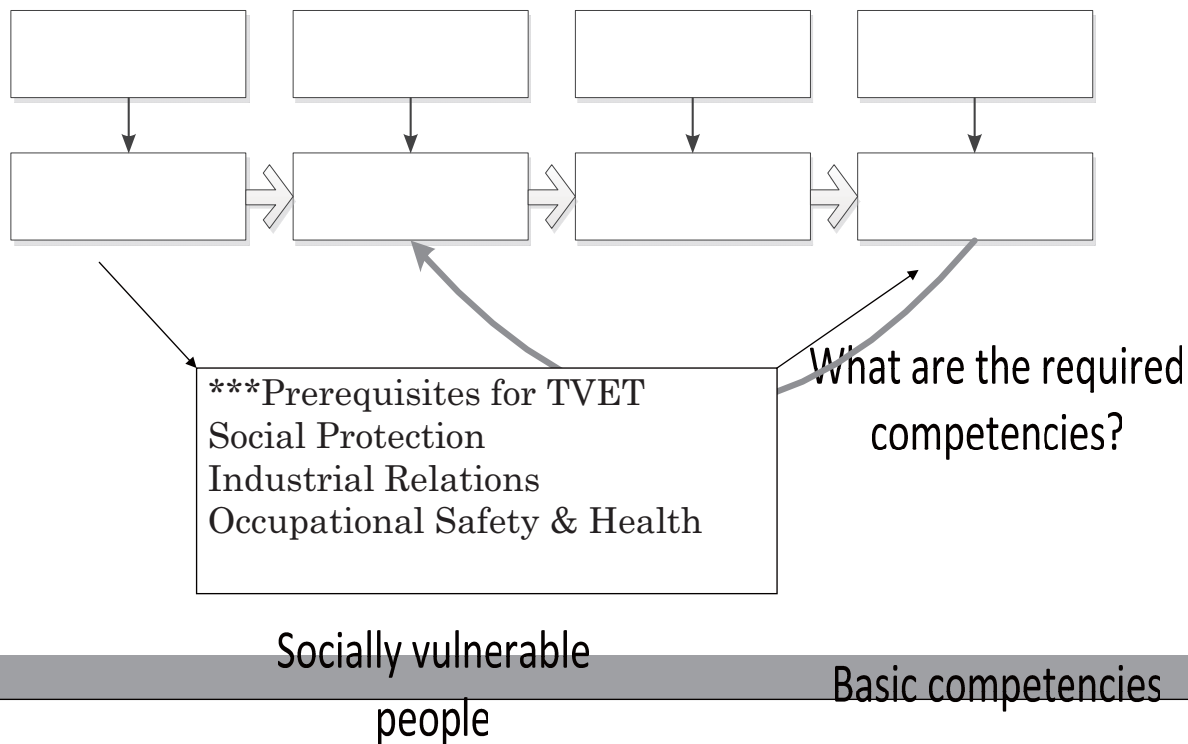 ***Prerequisites for TVET
Social Protection
Industrial Relations
Occupational Safety & Health
What are the required
competencies?
Socially vulnerable
people
Basic competencies